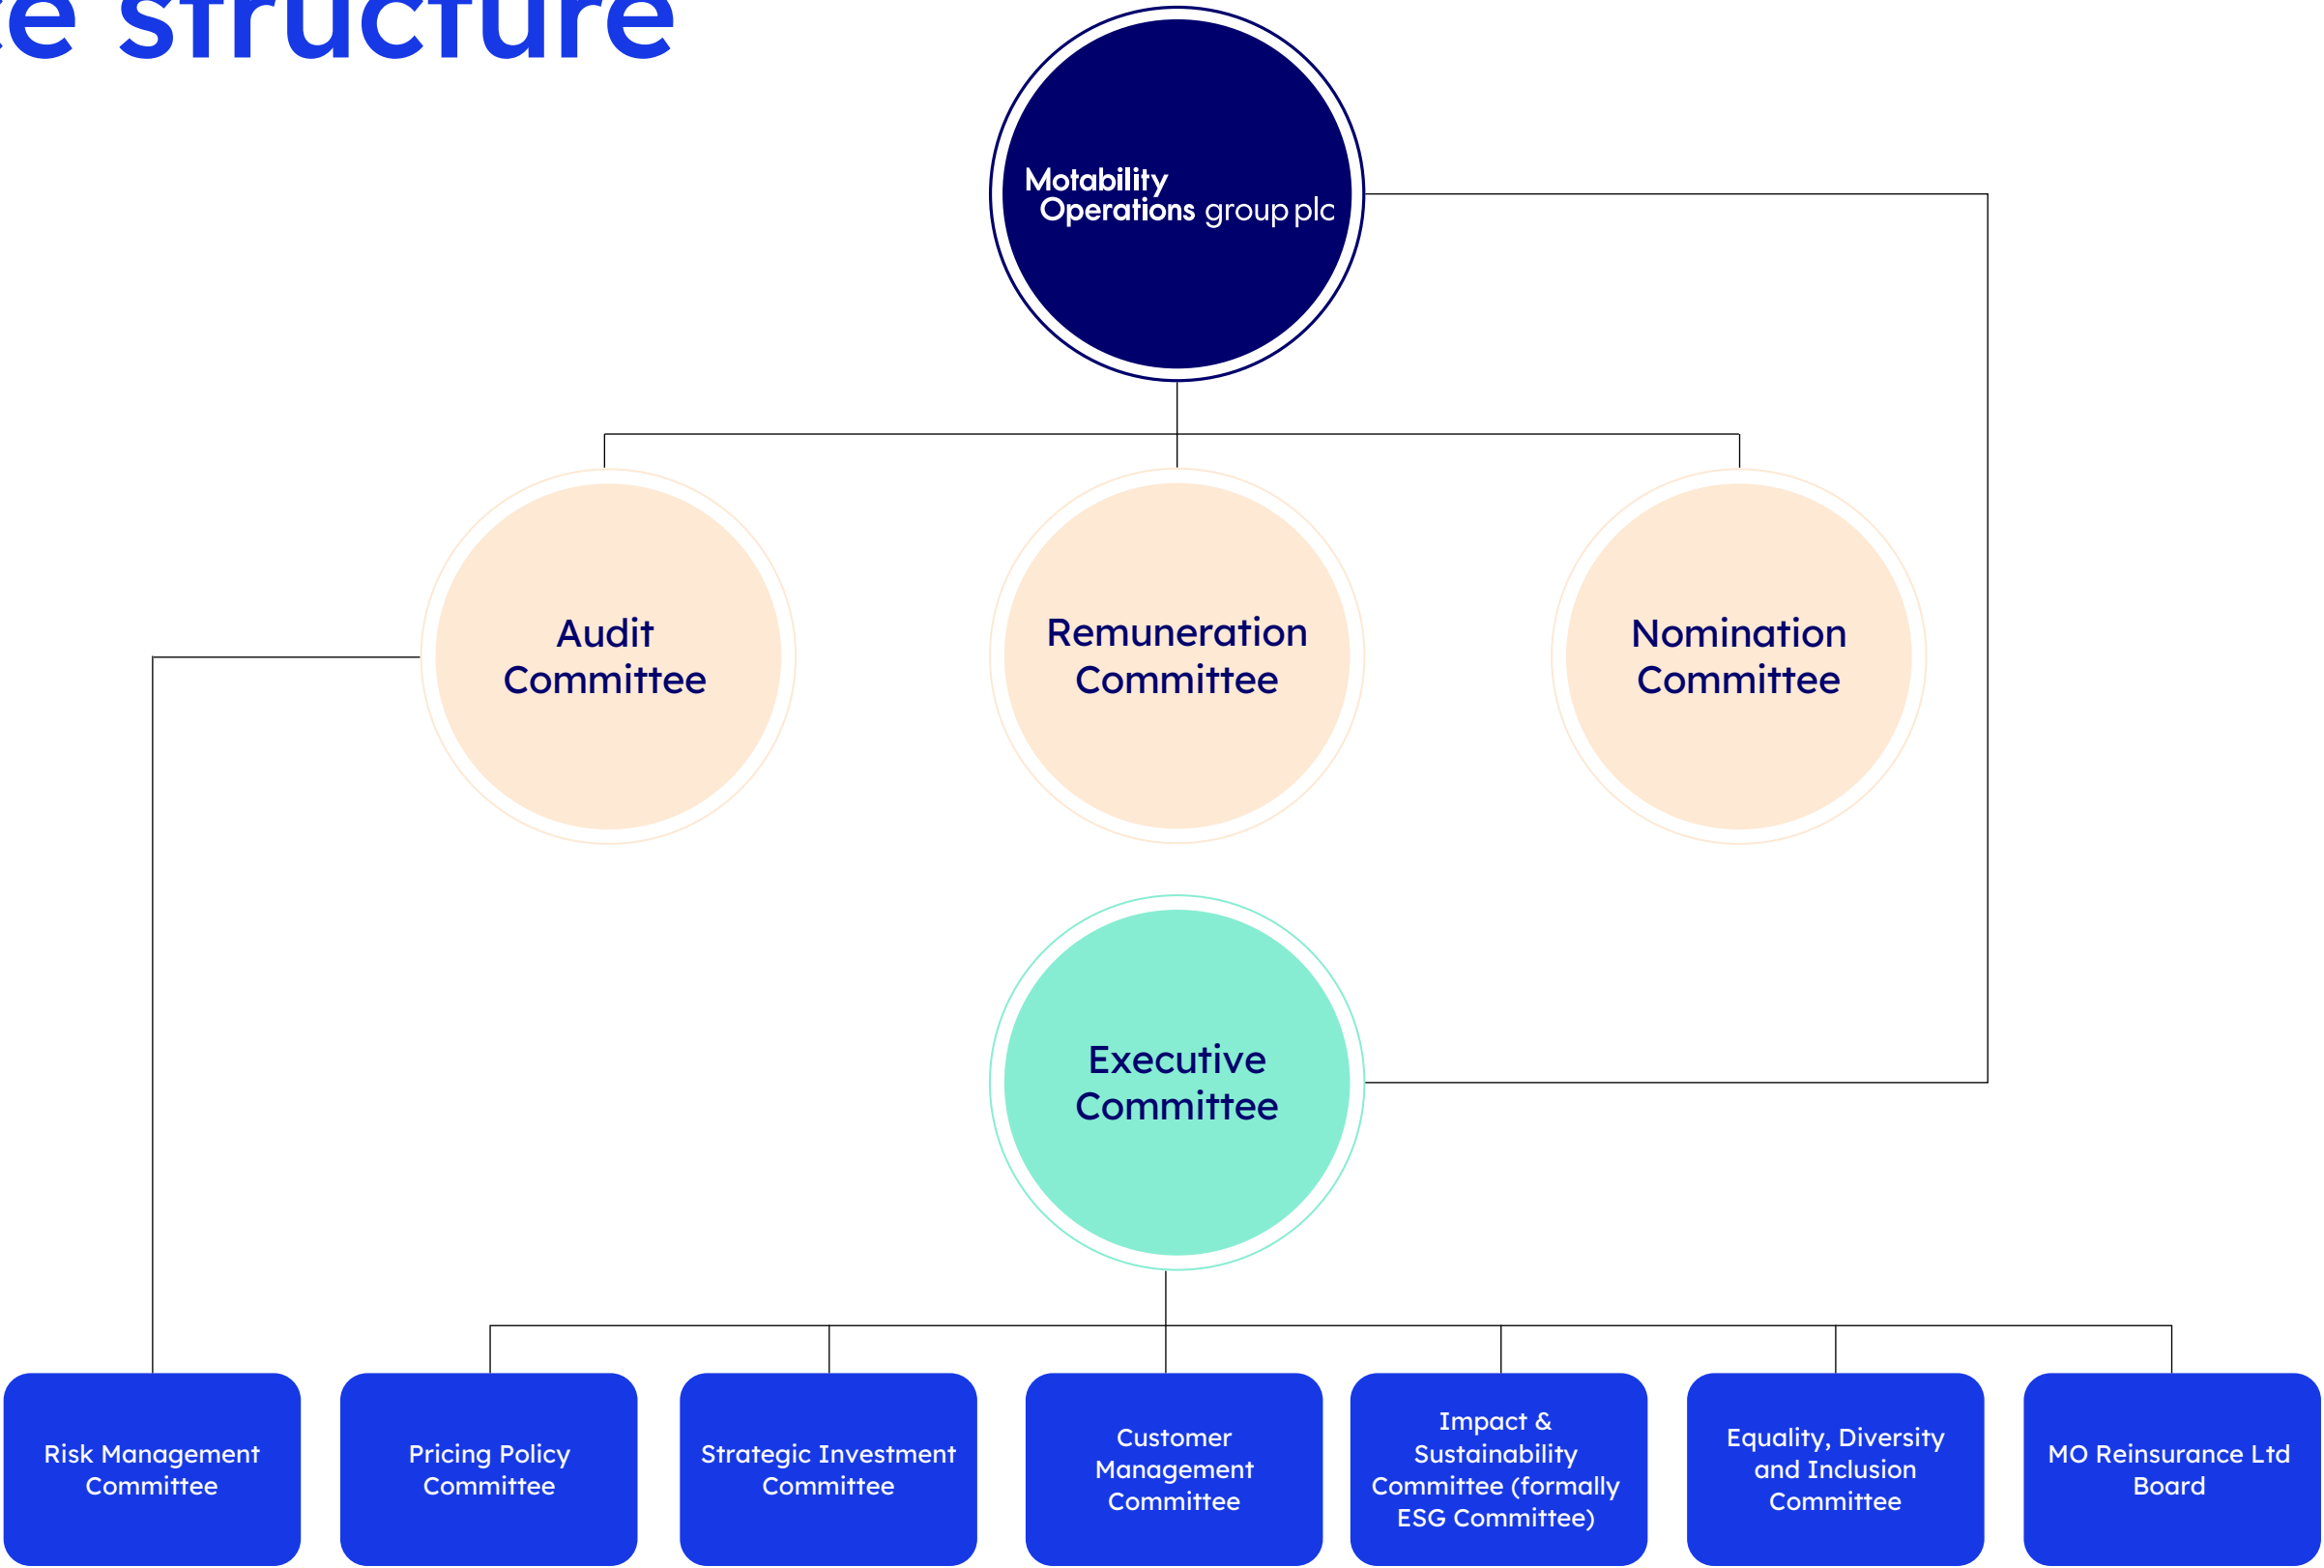 structure
Motability
Operations group plc
Audit
Committee
Remuneration
Committee
Nomination
Committee
Executive
Committee
Risk Management
Committee
Pricing Policy
Committee
Strategic Investment
Committee
Customer
Management
Committee
Impact &
Sustainability
Committee (formally
ESG Committee)
Equality, Diversity
and Inclusion
Committee
MO Reinsurance Ltd
Board